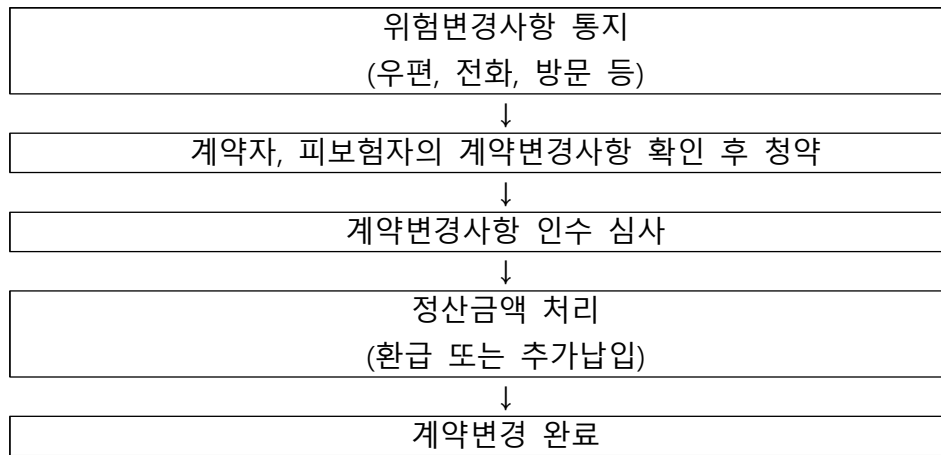 위험변경사항 통지
(우편, 전화, 방문 등)
↓
계약자, 피보험자의 계약변경사항 확인 후 청약
↓
계약변경사항 인수 심사
↓
정산금액 처리
(환급 또는 추가납입)
↓
계약변경 완료